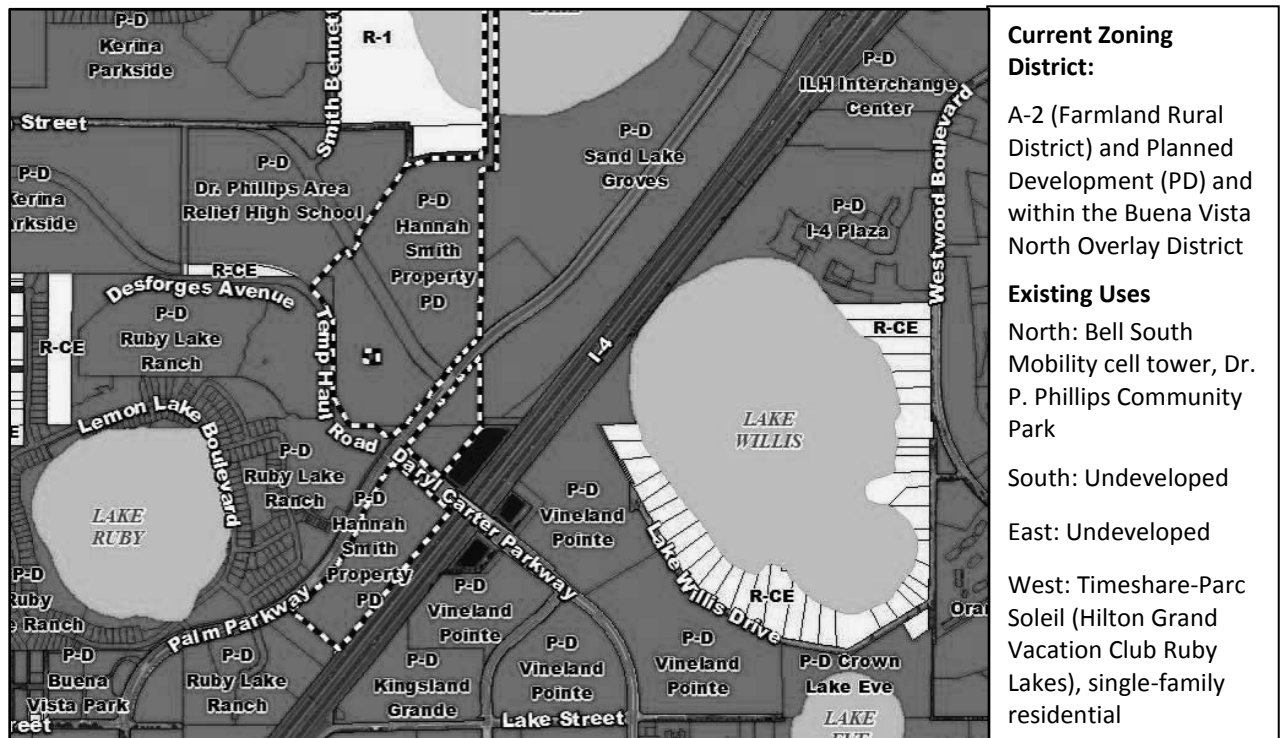 LAKE
P-D
Kerina
Parkside
Smith Bennett
R-1
P-D
ILH Interchange
Center
Street
P-D
Sand Lake
Groves
Westwood Boulevard
P-D
Dr. Phillips Area
Relief High School
P-D
Kerina
arkside
P-D
Hannah
Smith
Property
PD
P-D
I-4 Plaza
R-CE
Desforges Avenue
P-D
Ruby Lake
Ranch
R-CE
Temp Haul
Road
I-4
R-CE
Lemon Lake
Boulevard
LAKE
WILLIS
P-D
Ruby Lake
Ranch
Daryl Carter Parkway
LAKE
RUBY
P-D
Hannah
Smith
Property
PD
P-D
Vineland
Pointe
Lake Willis Drive
R-CE
P-D
Ruby
e Ranch
Palm Parkway
P-D
Vineland
Pointe
Orar
P-D
Buena
Vista Park
P-D
Ruby Lake
Ranch
P-D
Kingsland
Grande
P-D
Vineland
Pointe
P-D
Vineland
Pointe
P-D Crown
Lake Eve
reet
Lake Street
LAKE
EVE
Current Zoning
District:
A-2 (Farmland Rural
District) and Planned
Development (PD) and
within the Buena Vista
North Overlay District
Existing Uses
North: Bell South
Mobility cell tower, Dr.
P. Phillips Community
Park
South: Undeveloped
East: Undeveloped
West: Timeshare-Parc
Soleil (Hilton Grand
Vacation Club Ruby
Lakes), single-family
residential